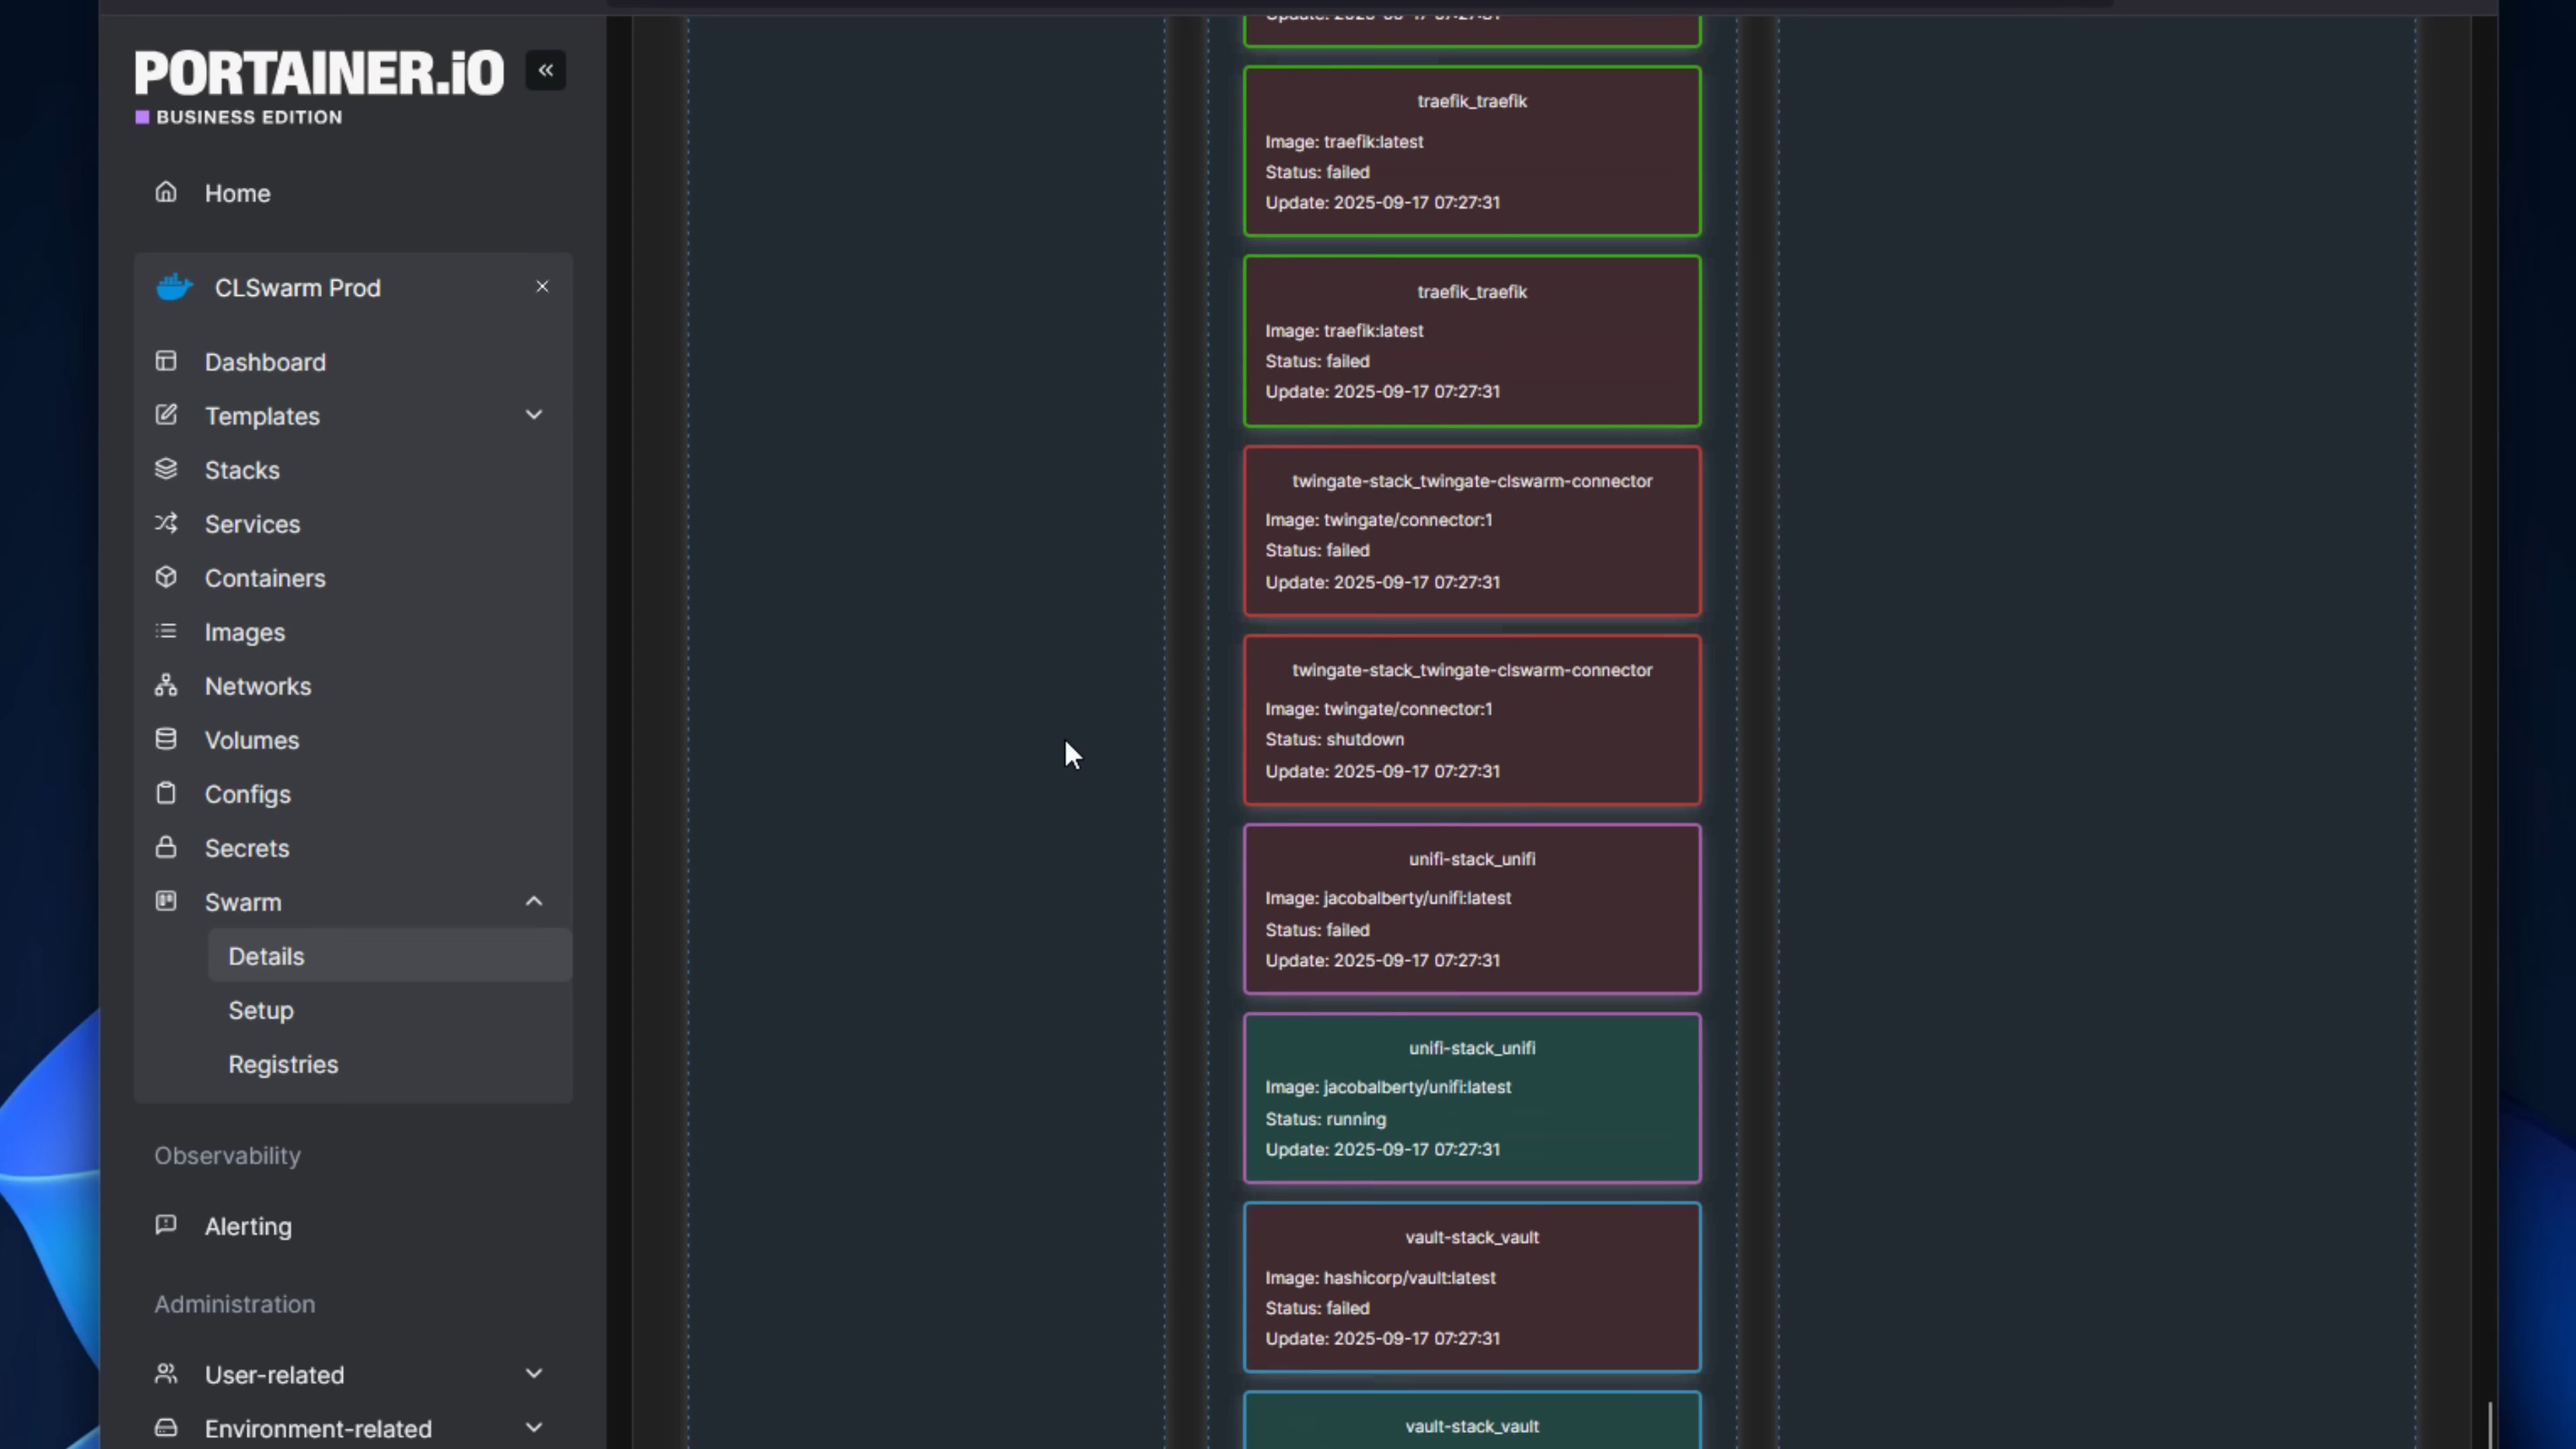 PORTAINER.iO
BUSINESS EDITION
Home
CLSwarm Prod
Dashboard
Templates
Stacks
Services
Containers
Images
Networks
Volumes
Configs
Secrets
Swarm
Details
Setup
Registries
Observability
Alerting
Administration
User-related
Environment-related
Update: 2025-09-17 07:27:31
traefik_traefik
Image: traefik:latest
Status: failed
Update: 2025-09-17 07:27:31
traefik_traefik
Image: traefik:latest
Status: failed
Update: 2025-09-17 07:27:31
twingate-stack_twingate-clswarm-connector
Image: twingate/connector:1
Status: failed
Update: 2025-09-17 07:27:31
twingate-stack_twingate-clswarm-connector
Image: twingate/connector:1
Status: shutdown
Update: 2025-09-17 07:27:31
unifi-stack_unifi
Image: jacobalberty/unifi:latest
Status: failed
Update: 2025-09-17 07:27:31
unifi-stack_unifi
Image: jacobalberty/unifi:latest
Status: running
Update: 2025-09-17 07:27:31
vault-stack_vault
Image: hashicorp/vault:latest
Status: failed
Update: 2025-09-17 07:27:31
vault-stack_vault